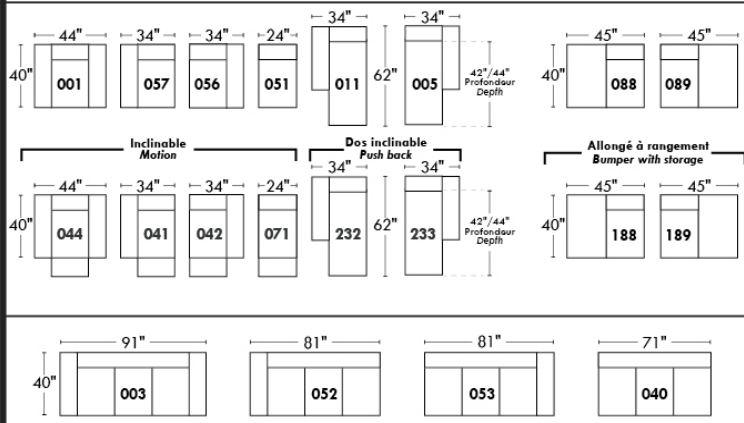 44" 34" 34" 24" 34" 34" 45" 45"
40" 001 057 056 051 011 62" 005 42"/44" 40" 088 089
Profondeur
Depth
Inclinable Dos inclinable Allongé à rangement
Motion Push back Bumper with storage
44" 34" 34" 24" 34" 34" 45" 45"
40" 044 041 042 071 232 62" 233 42"/44" 40" 188 189
Profondeur
Depth
91" 81" 81" 71"
40" 003 052 053 040